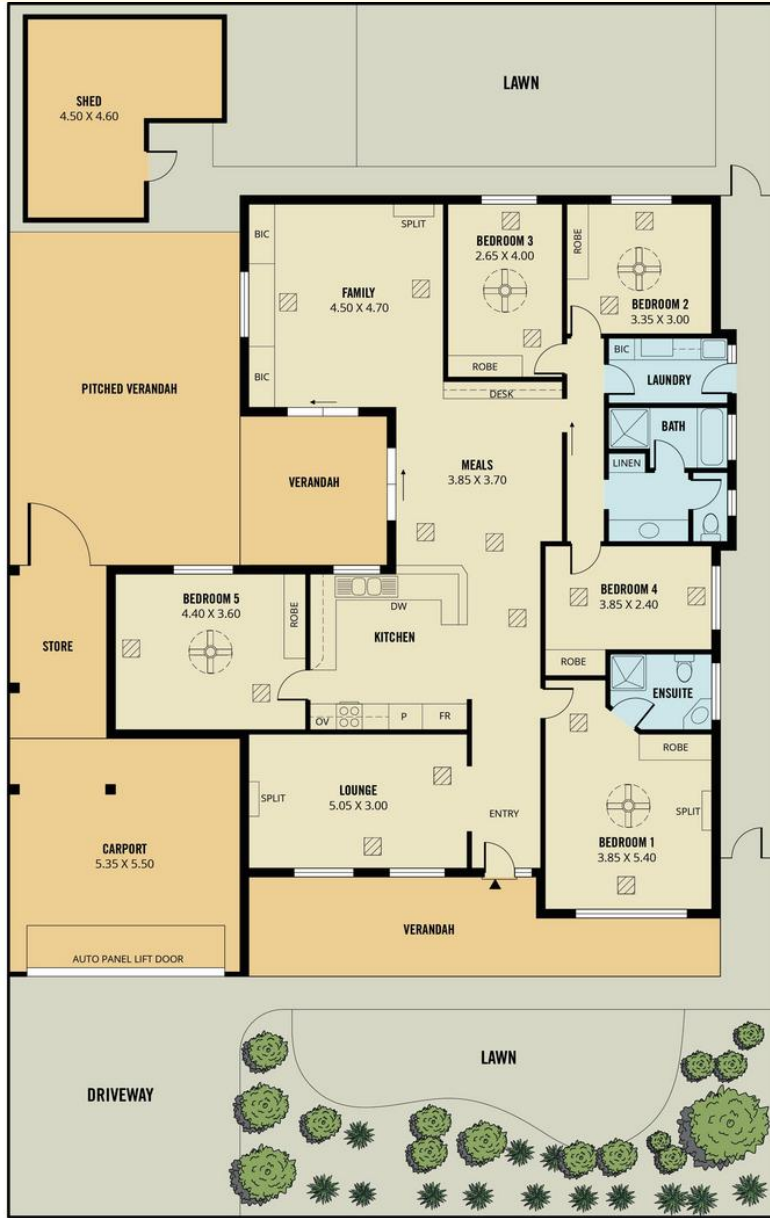 SHED
4.50 X 4.60
LAWN
BIC
SPLIT
FAMILY
4.50 X 4.70
BIC
BEDROOM 3
2.65 X 4.00
ROBE
ROBE
BEDROOM 2
3.35 X 3.00
BIC
LAUNDRY
PITCHED VERANDAH
DESK
BATH
VERANDAH
MEALS
3.85 X 3.70
LINEN
BEDROOM 5
4.40 X 3.60
ROBE
DW
KITCHEN
BEDROOM 4
3.85 X 2.40
ROBE
STORE
ENSUITE
OV
P
FR
ROBE
LOUNGE
5.05 X 3.00
SPLIT
ENTRY
SPLIT
BEDROOM 1
3.85 X 5.40
CARPORT
5.35 X 5.50
VERANDAH
AUTO PANEL LIFT DOOR
LAWN
DRIVEWAY